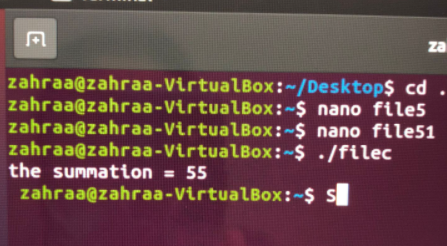 za
zahraa@zahraa-VirtualBox:~/Desktop$ cd .
zahraa@zahraa-VirtualBox:~$ nano file5
zahraa@zahraa-VirtualBox:~$ nano file51
zahraa@zahraa-VirtualBox:~$ ./filec
the summation = 55
zahraa@zahraa-VirtualBox:~$ S